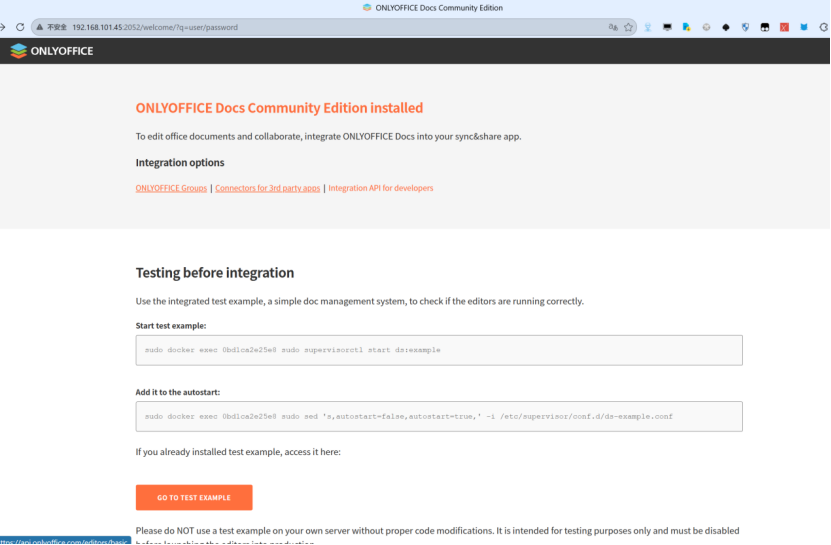 ONLYOFFICE Docs Community Edition
不安全 192.168.101.45:2052/welcome/?q=user/password
ONLYOFFICE
ONLYOFFICE Docs Community Edition installed
To edit office documents and collaborate, integrate ONLYOFFICE Docs into your sync&share app.
Integration options
ONLYOFFICE Groups | Connectors for 3rd party apps | Integration API for developers
Testing before integration
Use the integrated test example, a simple doc management system, to check if the editors are running correctly.
Start test example:
sudo docker exec 0bd1ca2e25e8 sudo supervisorctl start ds:example
Add it to the autostart:
sudo docker exec 0bd1ca2e25e8 sudo sed 's,autostart=false,autostart=true,' -i /etc/supervisor/conf.d/ds-example.conf
If you already installed test example, access it here:
GO TO TEST EXAMPLE
Please do NOT use a test example on your own server without proper code modifications. It is intended for testing purposes only and must be disabled
ttps://api.onlyoffice.com/editors/basic
before launching the editors into production.